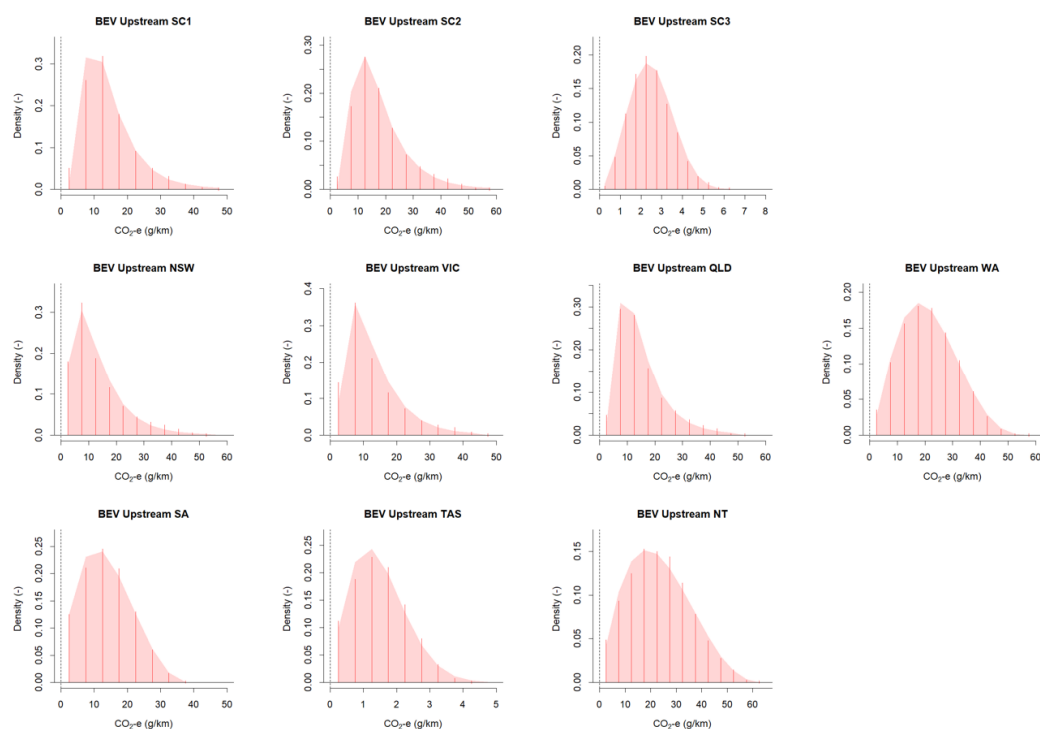 BEV Upstream SC1
Density (-)
0.0 0.1 0.2 0.3
0 10 20 30 40 50
CO₂-e (g/km)
BEV Upstream SC2
Density (-)
0.00 0.10 0.20 0.30
0 10 20 30 40 50 60
CO₂-e (g/km)
BEV Upstream SC3
Density (-)
0.00 0.05 0.10 0.15 0.20
0 1 2 3 4 5 6 7 8
CO₂-e (g/km)
BEV Upstream NSW
Density (-)
0.0 0.1 0.2 0.3
0 10 20 30 40 50 60
CO₂-e (g/km)
BEV Upstream VIC
Density (-)
0.0 0.1 0.2 0.3 0.4
0 10 20 30 40 50
CO₂-e (g/km)
BEV Upstream QLD
Density (-)
0.00 0.10 0.20 0.30
0 10 20 30 40 50 60
CO₂-e (g/km)
BEV Upstream WA
Density (-)
0.00 0.05 0.10 0.15 0.20
0 10 20 30 40 50 60
CO₂-e (g/km)
BEV Upstream SA
Density (-)
0.00 0.05 0.10 0.15 0.20 0.25
0 10 20 30 40 50
CO₂-e (g/km)
BEV Upstream TAS
Density (-)
0.00 0.05 0.10 0.15 0.20 0.25
0 1 2 3 4 5
CO₂-e (g/km)
BEV Upstream NT
Density (-)
0.00 0.05 0.10 0.15
0 10 20 30 40 50 60
CO₂-e (g/km)